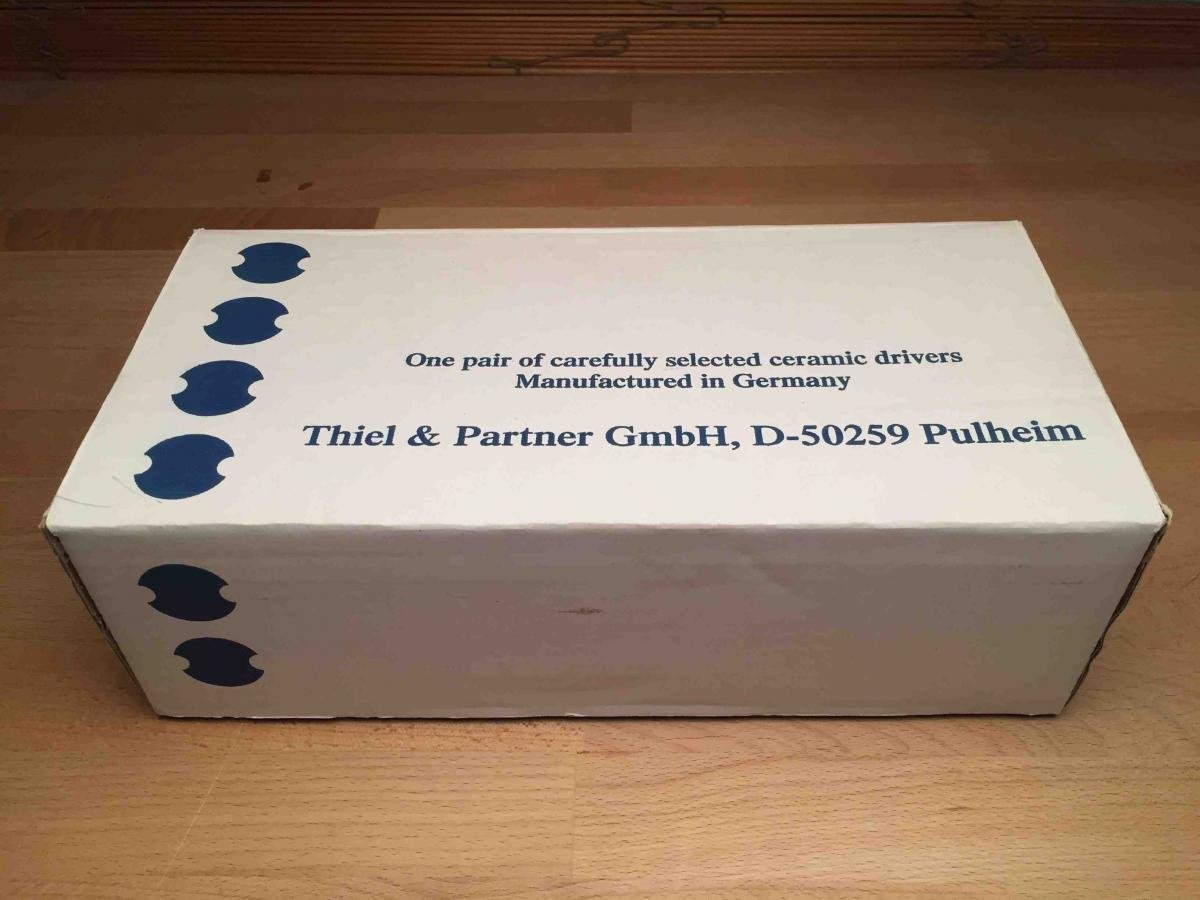 One pair of carefully selected ceramic drivers
Manufactured in Germany
Thiel & Partner GmbH, D-50259 Pulheim